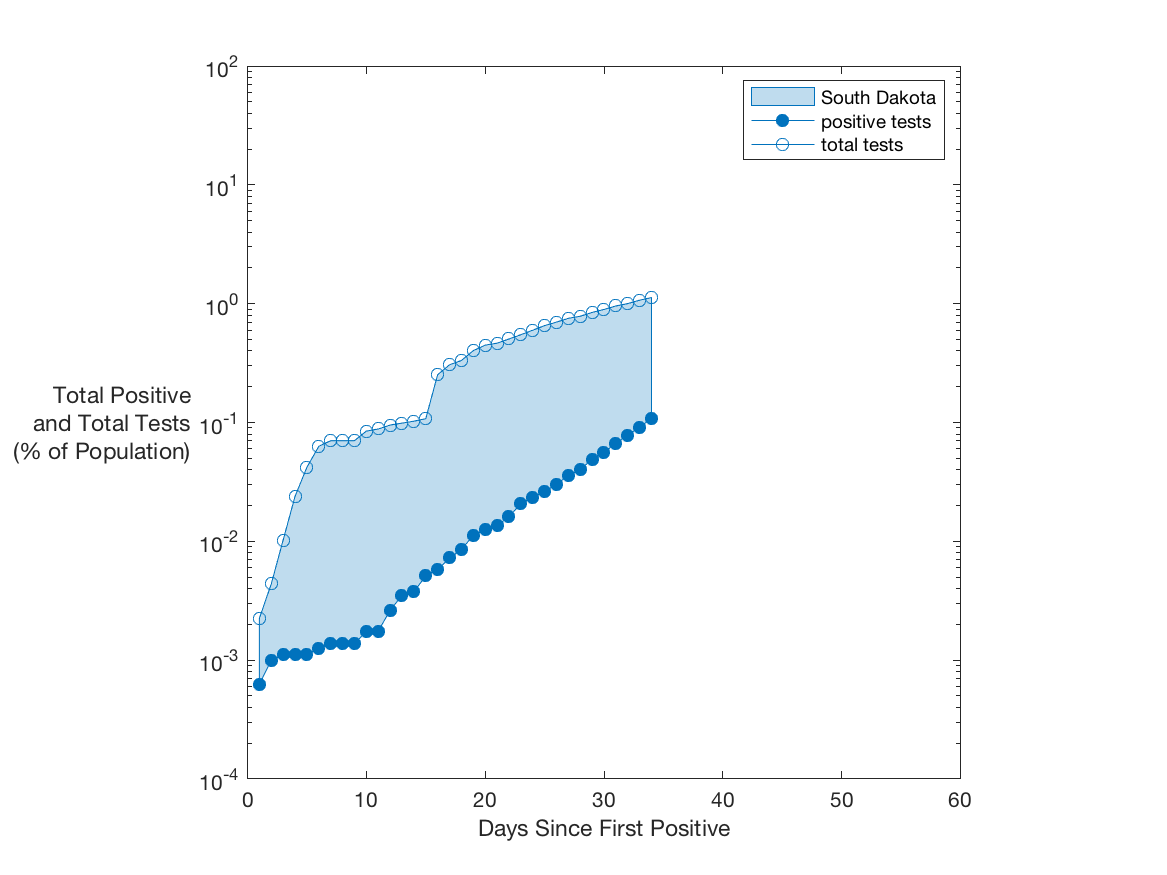 10^2
10^1
10^0
10^-1
10^-2
10^-3
10^-4
Total Positive
and Total Tests
(% of Population)
South Dakota
positive tests
total tests
0 10 20 30 40 50 60
Days Since First Positive